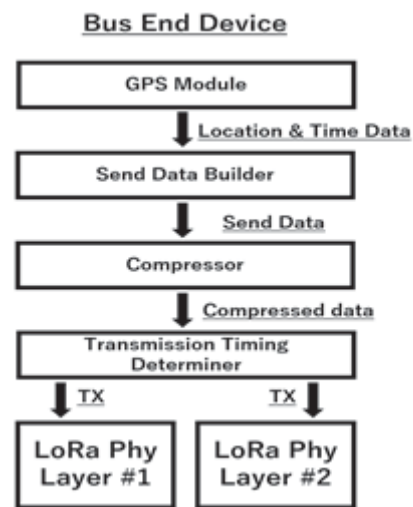 Bus End Device
GPS Module
Location & Time Data
Send Data Builder
Send Data
Compressor
Compressed data
Transmission Timing
Determiner
TX
TX
LoRa Phy
Layer #1
LoRa Phy
Layer #2